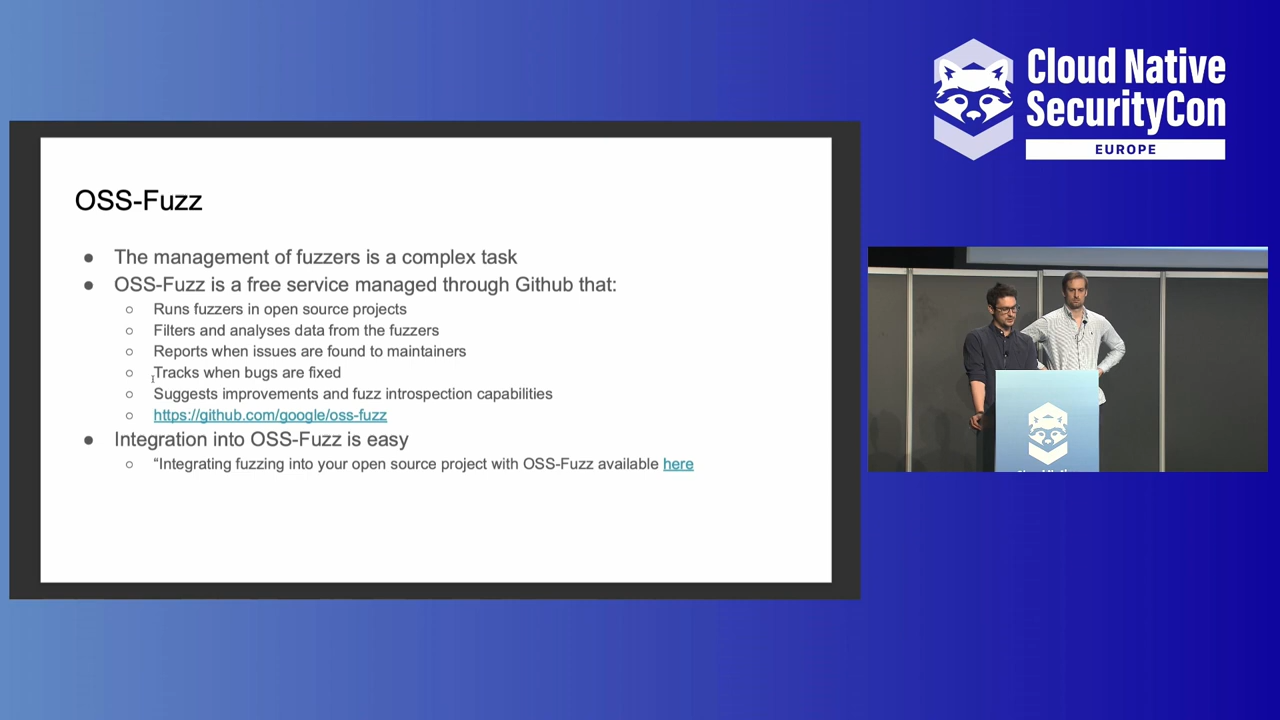 Cloud Native
SecurityCon
EUROPE
OSS-Fuzz
● The management of fuzzers is a complex task
● OSS-Fuzz is a free service managed through Github that:
○ Runs fuzzers in open source projects
○ Filters and analyses data from the fuzzers
○ Reports when issues are found to maintainers
○ Tracks when bugs are fixed
○ Suggests improvements and fuzz introspection capabilities
○ https://github.com/google/oss-fuzz
● Integration into OSS-Fuzz is easy
○ “Integrating fuzzing into your open source project with OSS-Fuzz available here
Cloud Native